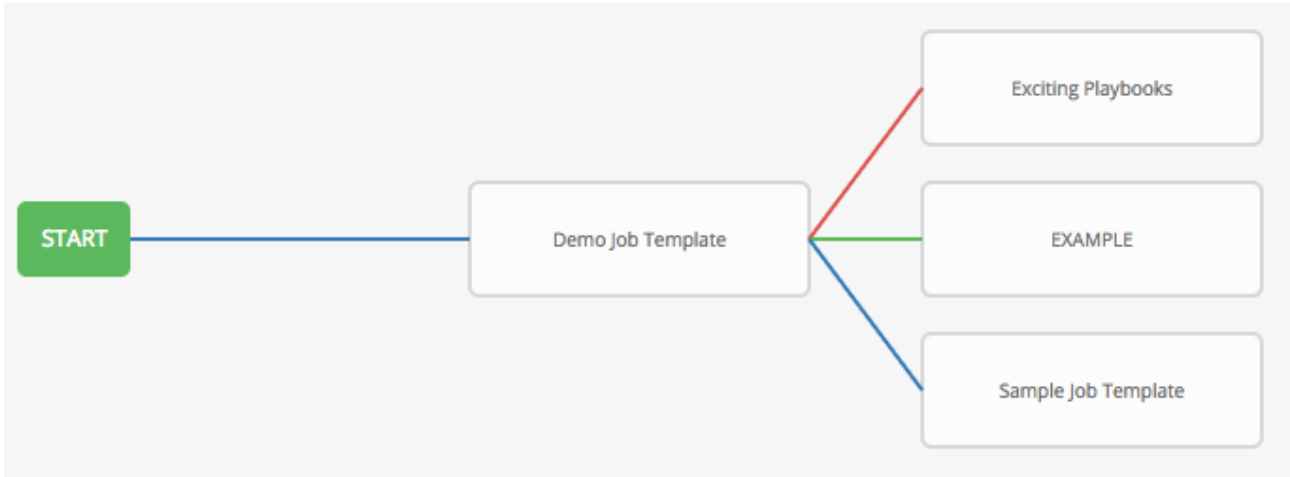 Exciting Playbooks
START
Demo Job Template
EXAMPLE
Sample Job Template